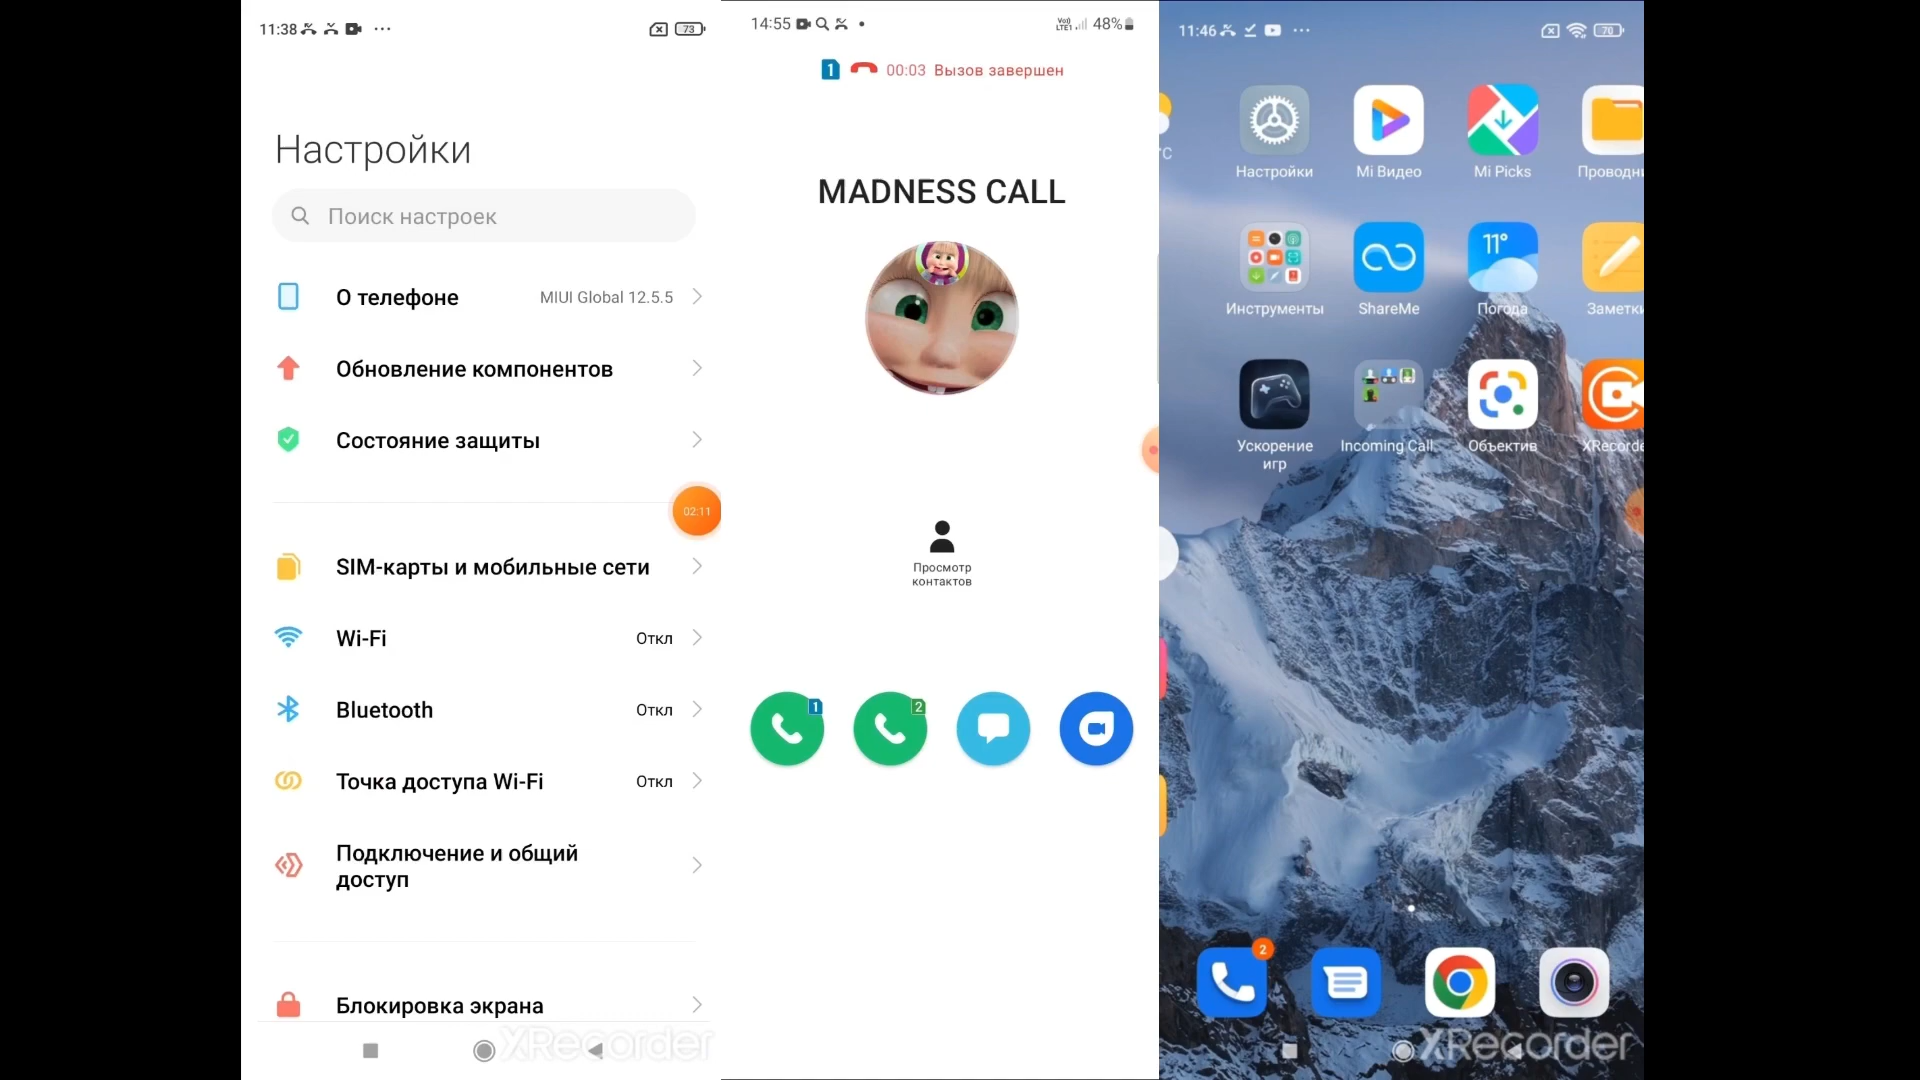 11:38
73
Настройки
Поиск настроек
О телефоне
MIUI Global 12.5.5
Обновление компонентов
Состояние защиты
02:11
SIM-карты и мобильные сети
Wi-Fi
Откл
Bluetooth
Откл
Точка доступа Wi-Fi
Откл
Подключение и общий
доступ
Блокировка экрана
XRecorder
14:55
Vo))
LTE1
48%
1
00:03 Вызов завершен
MADNESS CALL
Просмотр
контактов
1
2
11:46
70
°C
Настройки
Mi Видео
Mi Picks
Проводни
11°
Инструменты
ShareMe
Погода
Заметки
Ускорение
игр
Incoming Call
Объектив
XRecorde
2
XRecorder